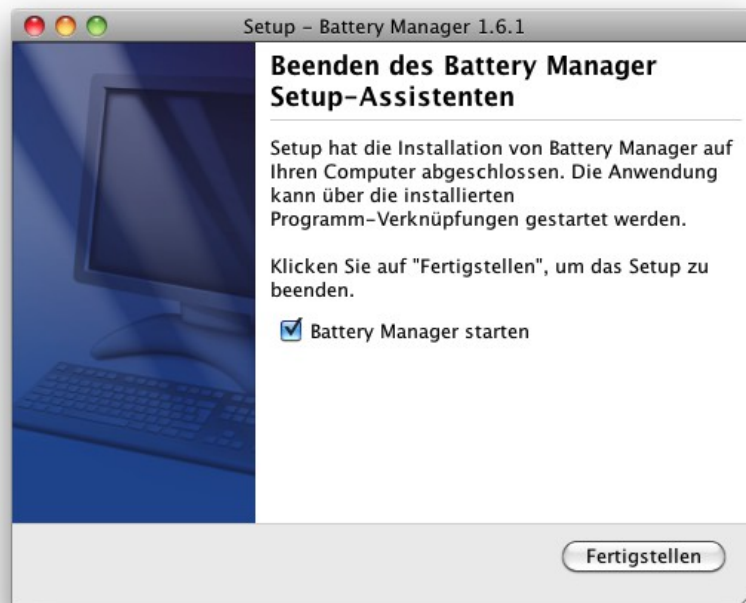 Setup – Battery Manager 1.6.1
Beenden des Battery Manager
Setup-Assistenten
Setup hat die Installation von Battery Manager auf
Ihren Computer abgeschlossen. Die Anwendung
kann über die installierten
Programm-Verknüpfungen gestartet werden.
Klicken Sie auf "Fertigstellen", um das Setup zu
beenden.
Battery Manager starten
Fertigstellen